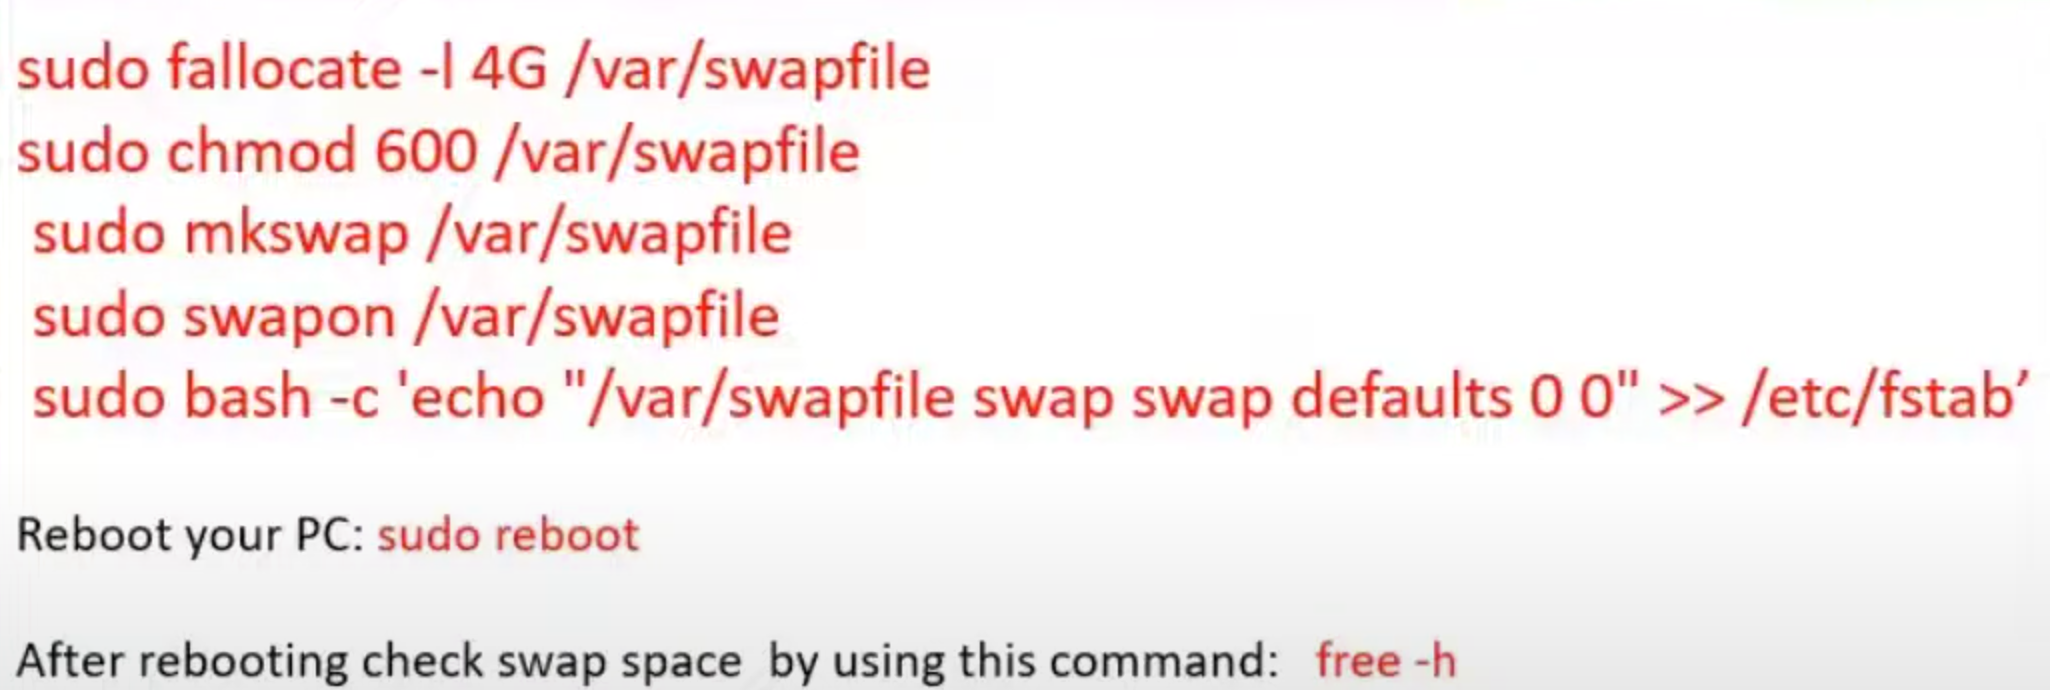 sudo fallocate -l 4G /var/swapfile
sudo chmod 600 /var/swapfile
sudo mkswap /var/swapfile
sudo swapon /var/swapfile
sudo bash -c 'echo "/var/swapfile swap swap defaults 0 0" >> /etc/fstab’
Reboot your PC: sudo reboot
After rebooting check swap space by using this command: free -h